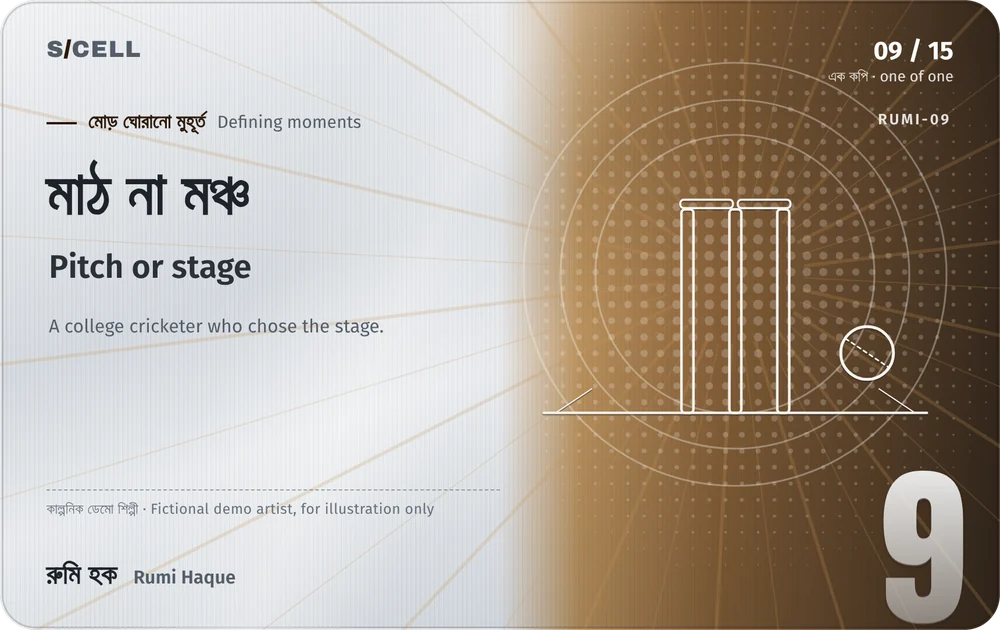 S/CELL
09 / 15
এক কপি · one of one
RUMI-09
মোড় ঘোরানো মুহূর্ত Defining moments
মাঠ না মঞ্চ
Pitch or stage
A college cricketer who chose the stage.
কাল্পনিক ডেমো শিল্পী · Fictional demo artist, for illustration only
রুমি হক Rumi Haque
9